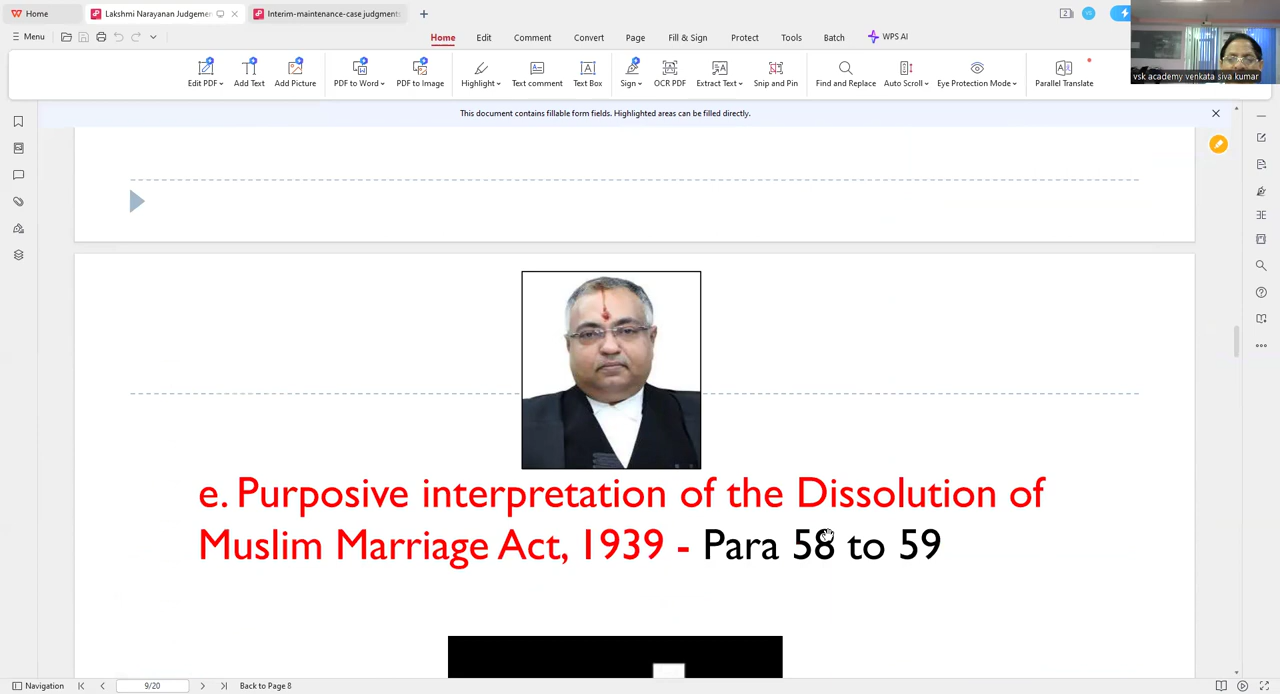 Home
Lakshmi Narayanan Judgemen
Interim-maintenance-case judgments
2
vs
Menu
Home
Edit
Comment
Convert
Page
Fill & Sign
Protect
Tools
Batch
WPS AI
vsk academy venkata siva kumar
Edit PDF
Add Text
Add Picture
PDF to Word
PDF to Image
Highlight
Text comment
Text Box
Sign
OCR PDF
Extract Text
Snip and Pin
Find and Replace
Auto Scroll
Eye Protection Mode
Parallel Translate
This document contains fillable form fields. Highlighted areas can be filled directly.
e. Purposive interpretation of the Dissolution of
Muslim Marriage Act, 1939 - Para 58 to 59
Navigation
9/20
Back to Page 8